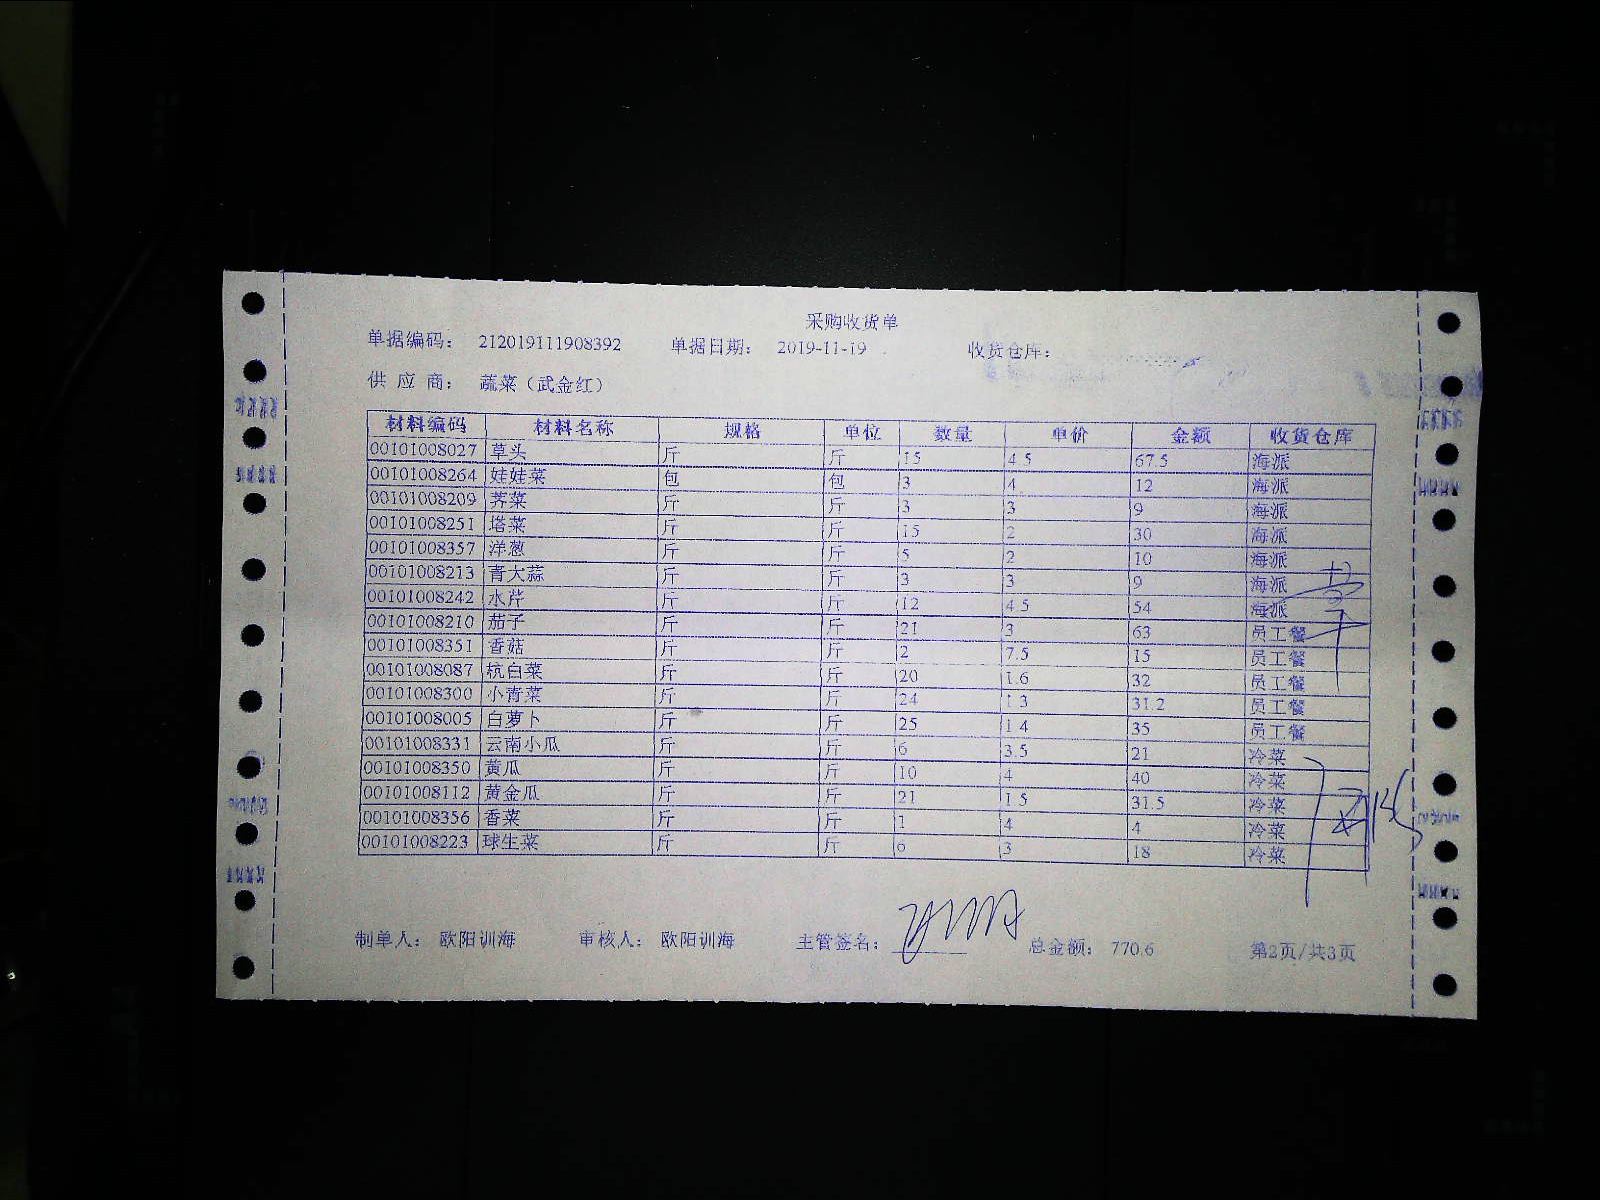 采购收货单
单据编码： 212019111908392 单据日期： 2019-11-19 收货仓库：
供 应 商： 蔬菜（武金红）
材料编码 材料名称 规格 单位 数量 单价 金额 收货仓库
00101008027 草头 斤 斤 15 4.5 67.5 海派
00101008264 娃娃菜 包 包 3 4 12 海派
00101008209 荠菜 斤 斤 3 3 9 海派
00101008251 塔菜 斤 斤 15 2 30 海派
00101008357 洋葱 斤 斤 5 2 10 海派
00101008213 青大蒜 斤 斤 3 3 9 海派
00101008242 水芹 斤 斤 12 4.5 54 海派
00101008210 茄子 斤 斤 21 3 63 员工餐
00101008351 香菇 斤 斤 2 7.5 15 员工餐
00101008087 杭白菜 斤 斤 20 1.6 32 员工餐
00101008300 小青菜 斤 斤 24 1.3 31.2 员工餐
00101008005 白萝卜 斤 斤 25 1.4 35 员工餐
00101008331 云南小瓜 斤 斤 6 3.5 21 冷菜
00101008350 黄瓜 斤 斤 10 4 40 冷菜
00101008112 黄金瓜 斤 斤 21 1.5 31.5 冷菜
00101008356 香菜 斤 斤 1 4 4 冷菜
00101008223 球生菜 斤 斤 6 3 18 冷菜
制单人： 欧阳训海 审核人： 欧阳训海 主管签名： 总金额： 770.6 第2页/共3页